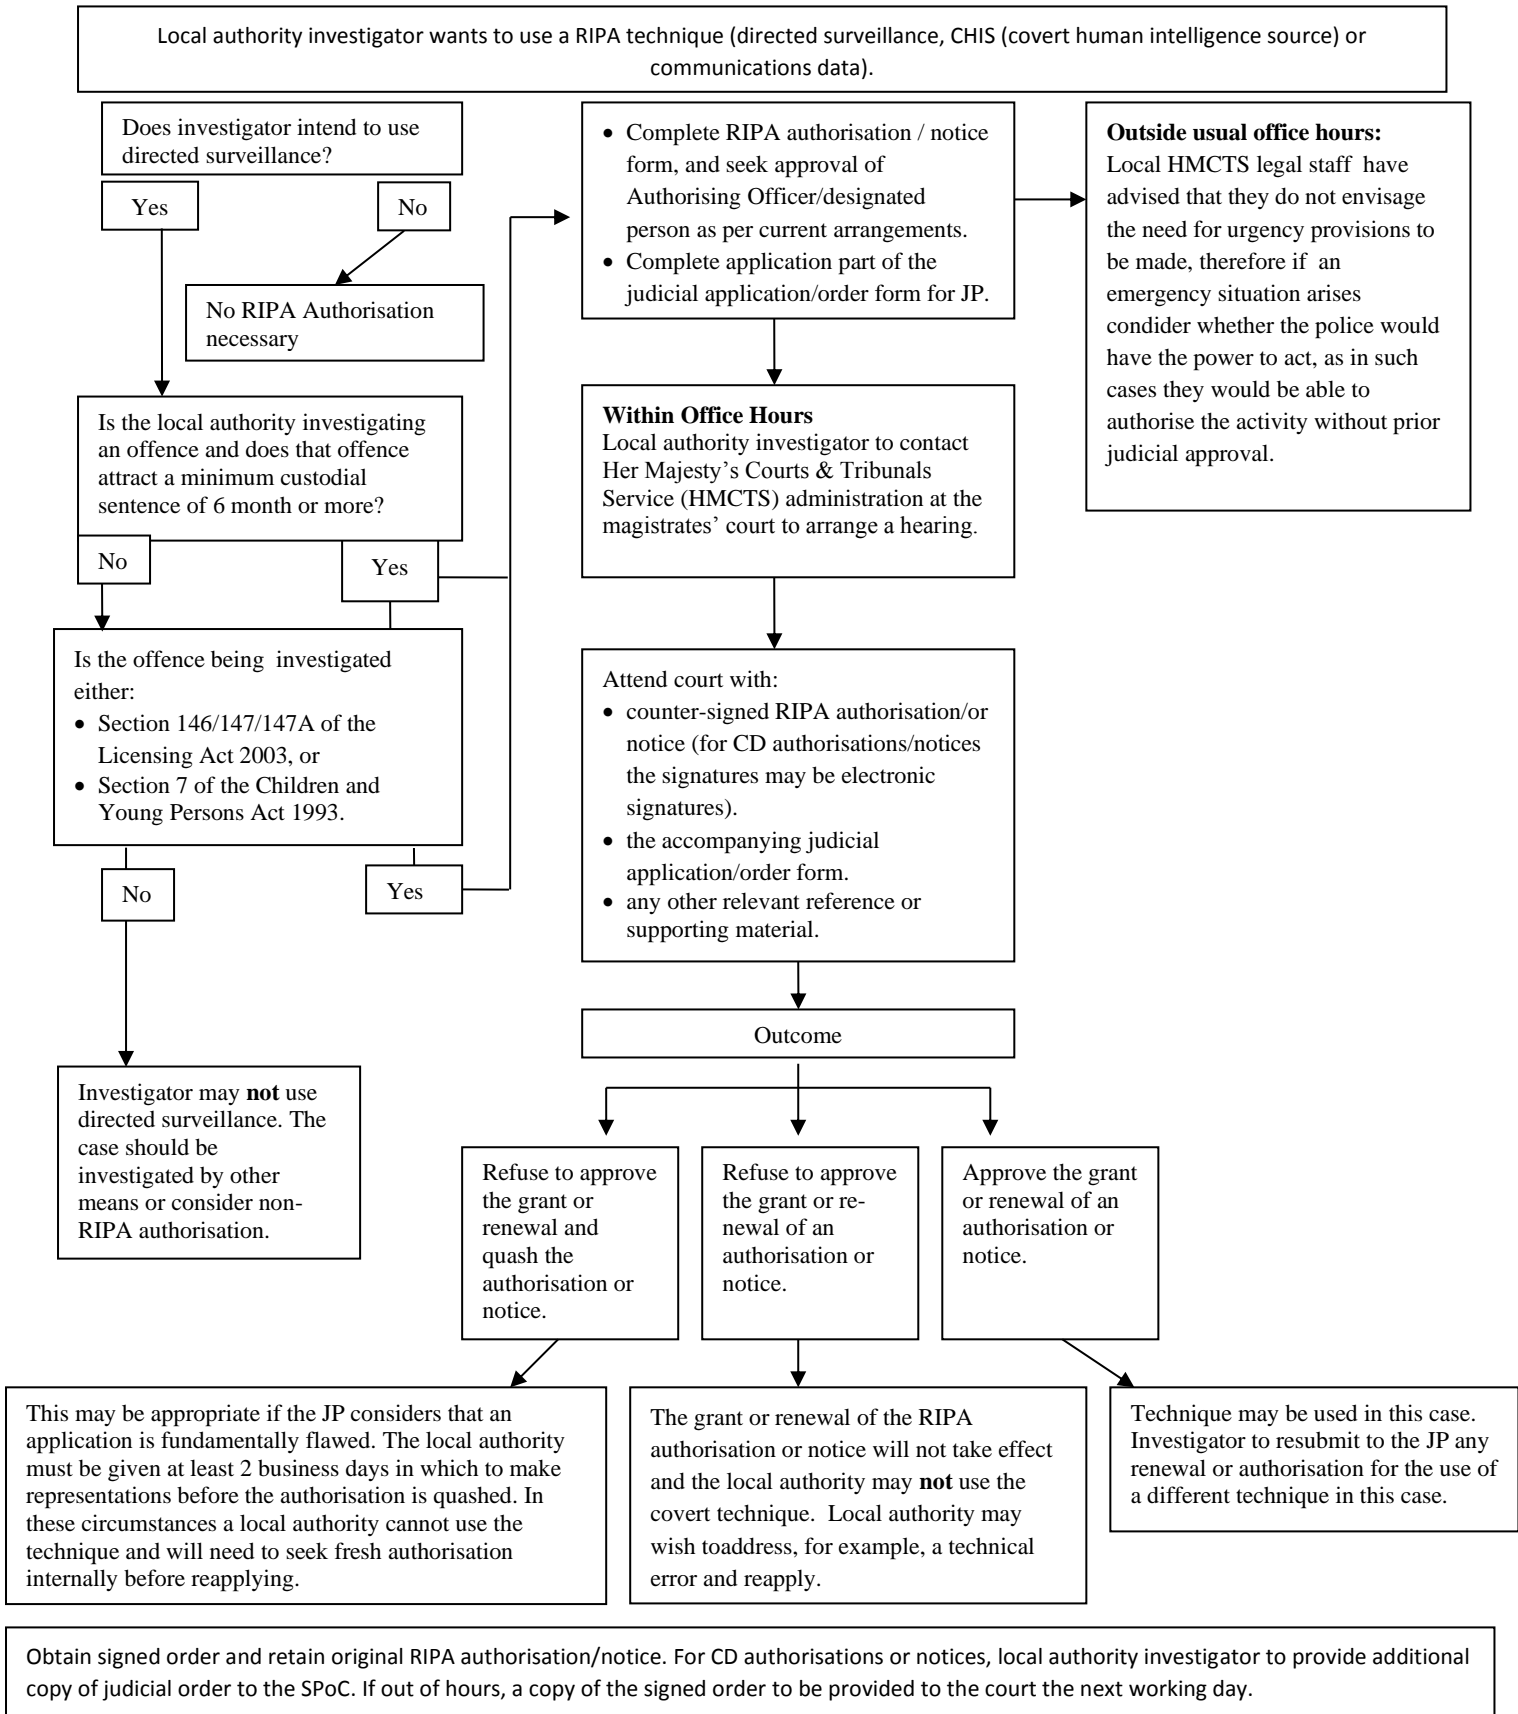 Local authority investigator wants to use a RIPA technique (directed surveillance, CHIS (covert human intelligence source) or
communications data).
Does investigator intend to use
directed surveillance?
Yes
No
No RIPA Authorisation
necessary
Is the local authority investigating
an offence and does that offence
attract a minimum custodial
sentence of 6 month or more?
No
Yes
Is the offence being investigated
either:
• Section 146/147/147A of the
Licensing Act 2003, or
• Section 7 of the Children and
Young Persons Act 1993.
No
Yes
Investigator may not use
directed surveillance. The
case should be
investigated by other
means or consider non-
RIPA authorisation.
• Complete RIPA authorisation / notice
form, and seek approval of
Authorising Officer/designated
person as per current arrangements.
• Complete application part of the
judicial application/order form for JP.
Outside usual office hours:
Local HMCTS legal staff have
advised that they do not envisage
the need for urgency provisions to
be made, therefore if an
emergency situation arises
condider whether the police would
have the power to act, as in such
cases they would be able to
authorise the activity without prior
judicial approval.
Within Office Hours
Local authority investigator to contact
Her Majesty’s Courts & Tribunals
Service (HMCTS) administration at the
magistrates’ court to arrange a hearing.
Attend court with:
• counter-signed RIPA authorisation/or
notice (for CD authorisations/notices
the signatures may be electronic
signatures).
• the accompanying judicial
application/order form.
• any other relevant reference or
supporting material.
Outcome
Refuse to approve
the grant or
renewal and
quash the
authorisation or
notice.
Refuse to approve
the grant or re-
newal of an
authorisation or
notice.
Approve the grant
or renewal of an
authorisation or
notice.
This may be appropriate if the JP considers that an
application is fundamentally flawed. The local authority
must be given at least 2 business days in which to make
representations before the authorisation is quashed. In
these circumstances a local authority cannot use the
technique and will need to seek fresh authorisation
internally before reapplying.
The grant or renewal of the RIPA
authorisation or notice will not take effect
and the local authority may not use the
covert technique. Local authority may
wish toaddress, for example, a technical
error and reapply.
Technique may be used in this case.
Investigator to resubmit to the JP any
renewal or authorisation for the use of
a different technique in this case.
Obtain signed order and retain original RIPA authorisation/notice. For CD authorisations or notices, local authority investigator to provide additional
copy of judicial order to the SPoC. If out of hours, a copy of the signed order to be provided to the court the next working day.